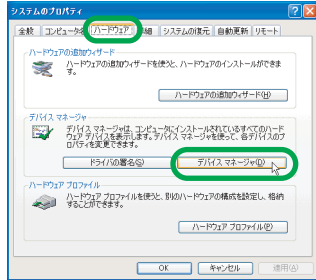 システムのプロパティ
全般 コンピュータ名 ハードウェア 詳細 システムの復元 自動更新 リモート
ハードウェアの追加ウィザード
ハードウェアの追加ウィザードを使うと、ハードウェアのインストールができま
す。
ハードウェアの追加ウィザード(H)
デバイス マネージャ
デバイス マネージャは、コンピュータにインストールされているすべてのハード
ウェア デバイスを表示します。デバイス マネージャを使って、各デバイスのプ
ロパティを変更できます。
ドライバの署名(S) デバイス マネージャ(D)
ハードウェア プロファイル
ハードウェア プロファイルを使うと、別のハードウェアの構成を設定し、格納
することができます。
ハードウェア プロファイル(P)
OK キャンセル 適用(A)